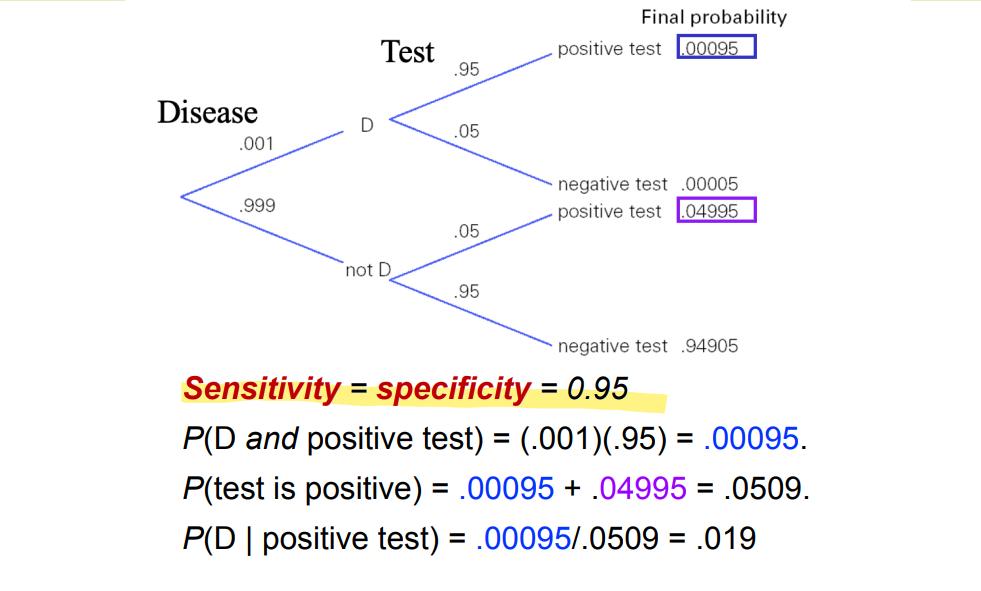 Final probability
Test
positive test .00095
.95
Disease
D
.001
.05
negative test .00005
.999
positive test .04995
.05
not D
.95
negative test .94905
Sensitivity = specificity = 0.95
P(D and positive test) = (.001)(.95) = .00095.
P(test is positive) = .00095 + .04995 = .0509.
P(D | positive test) = .00095/.0509 = .019